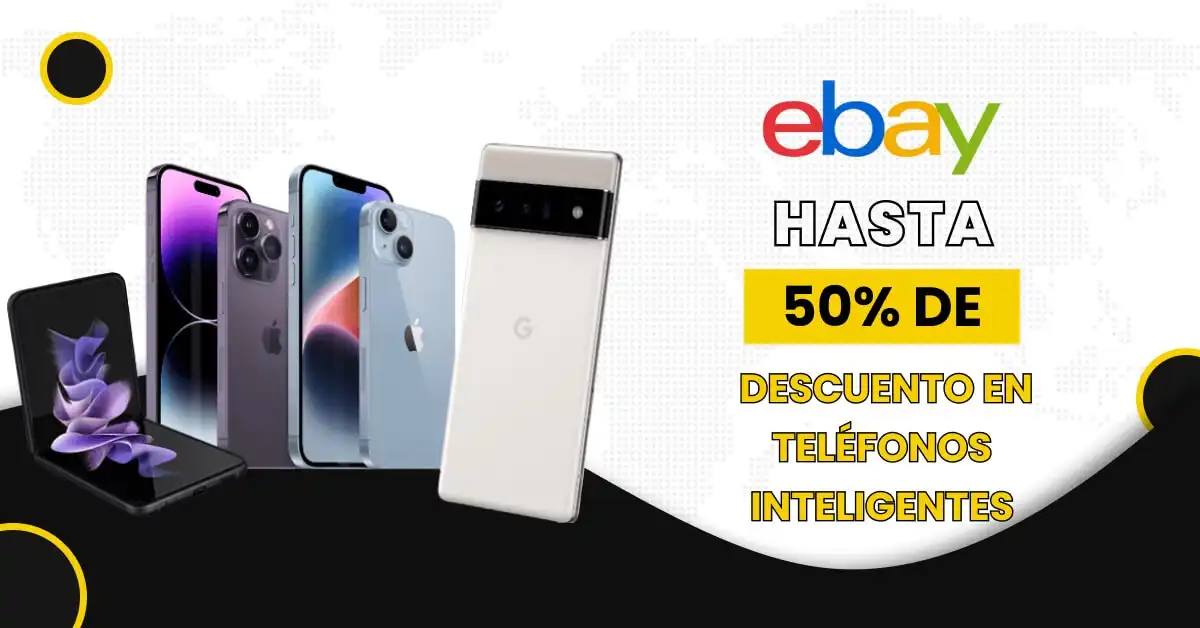 ebay
HASTA
50% DE
DESCUENTO EN
TELÉFONOS
INTELIGENTES
G